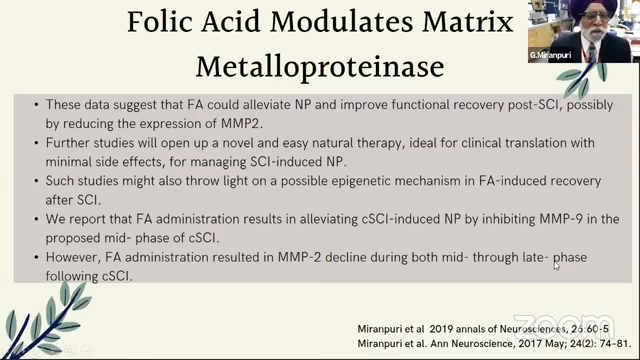 Folic Acid Modulates Matrix
Metalloproteinase
G.Miranpuri
• These data suggest that FA could alleviate NP and improve functional recovery post-SCI, possibly
by reducing the expression of MMP2.
• Further studies will open up a novel and easy natural therapy, ideal for clinical translation with
minimal side effects, for managing SCI-induced NP.
• Such studies might also throw light on a possible epigenetic mechanism in FA-induced recovery
after SCI.
• We report that FA administration results in alleviating cSCI-induced NP by inhibiting MMP-9 in the
proposed mid- phase of cSCI.
• However, FA administration resulted in MMP-2 decline during both mid- through late- phase
following cSCI.
zoom
Miranpuri et al 2019 annals of Neurosciences, 26:60-5
Miranpuri et al. Ann Neuroscience, 2017 May; 24(2): 74–81.